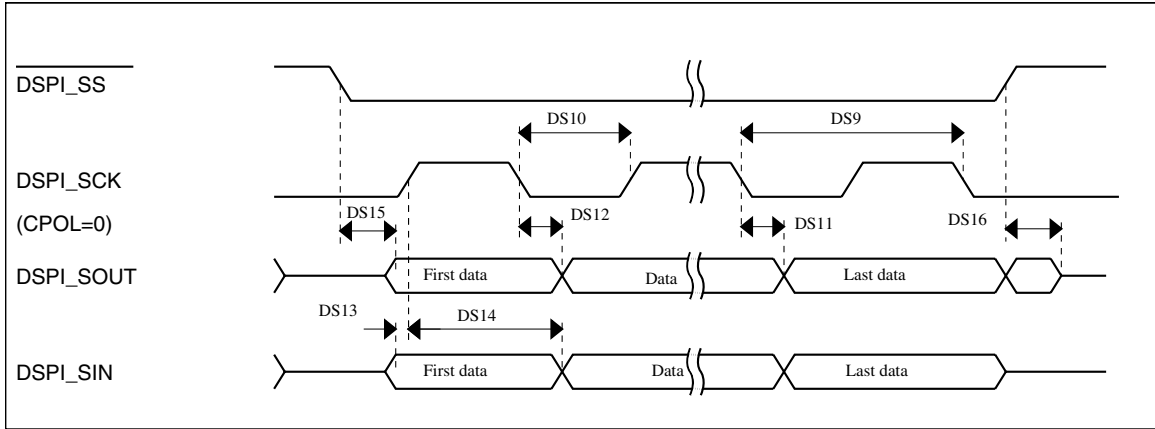 DSPI_SS
DS10
DS9
DSPI_SCK
(CPOL=0)
DS15
DS12
DS11
DS16
DSPI_SOUT
First data
Data
Last data
DS13
DS14
DSPI_SIN
First data
Data
Last data